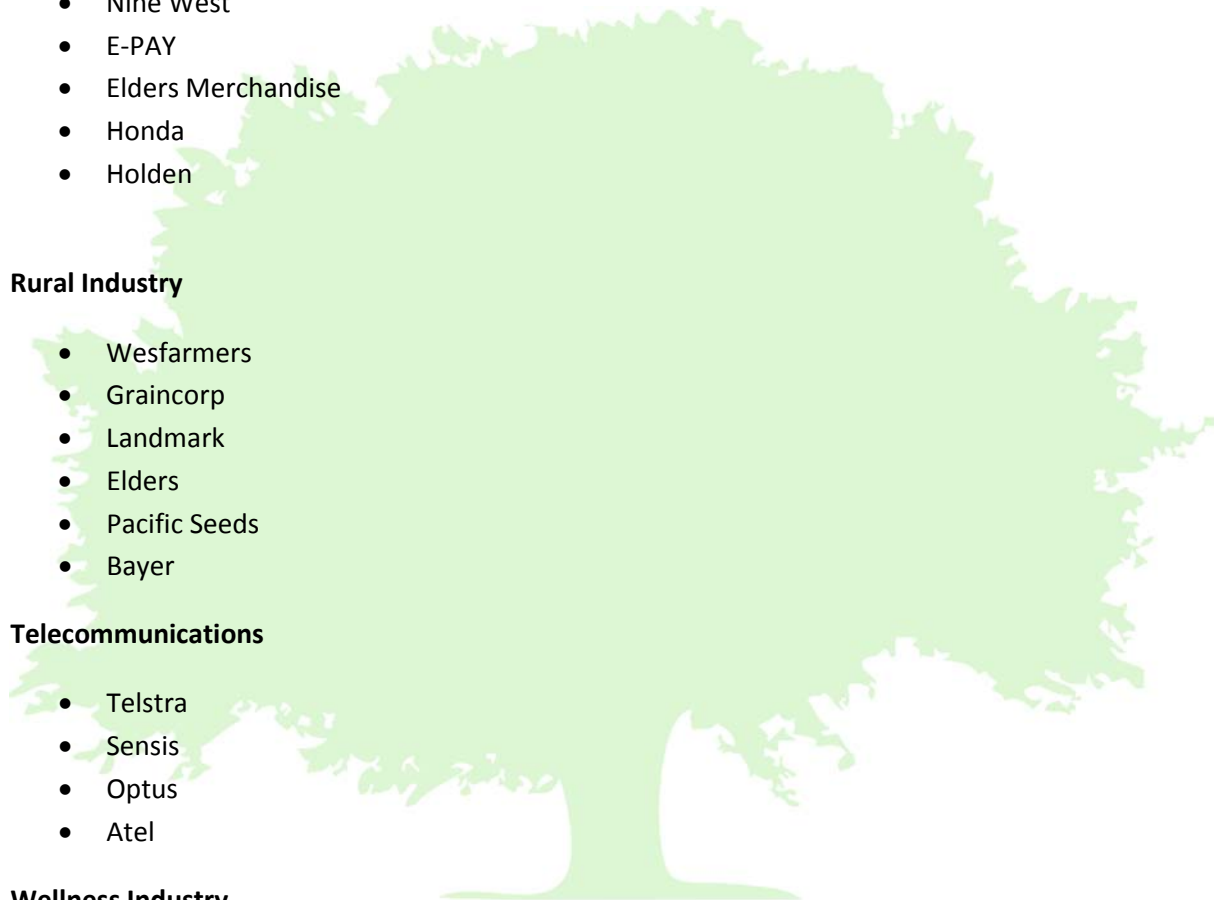 • Nine West
• E-PAY
• Elders Merchandise
• Honda
• Holden
Rural Industry
• Wesfarmers
• Graincorp
• Landmark
• Elders
• Pacific Seeds
• Bayer
Telecommunications
• Telstra
• Sensis
• Optus
• Atel
Wellness Industry